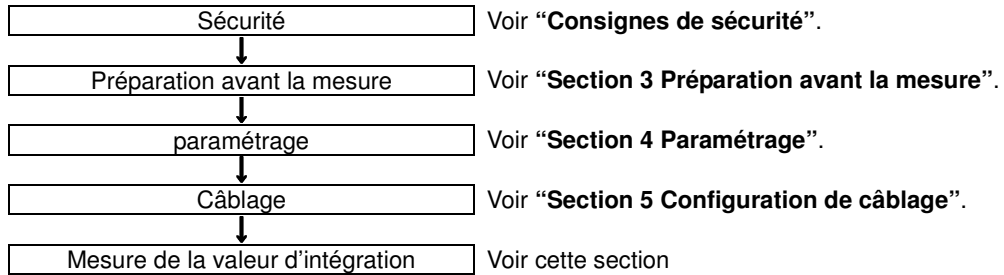 Sécurité Voir “Consignes de sécurité”.
Préparation avant la mesure Voir “Section 3 Préparation avant la mesure”.
paramétrage Voir “Section 4 Paramétrage”.
Câblage Voir “Section 5 Configuration de câblage”.
Mesure de la valeur d’intégration Voir cette section